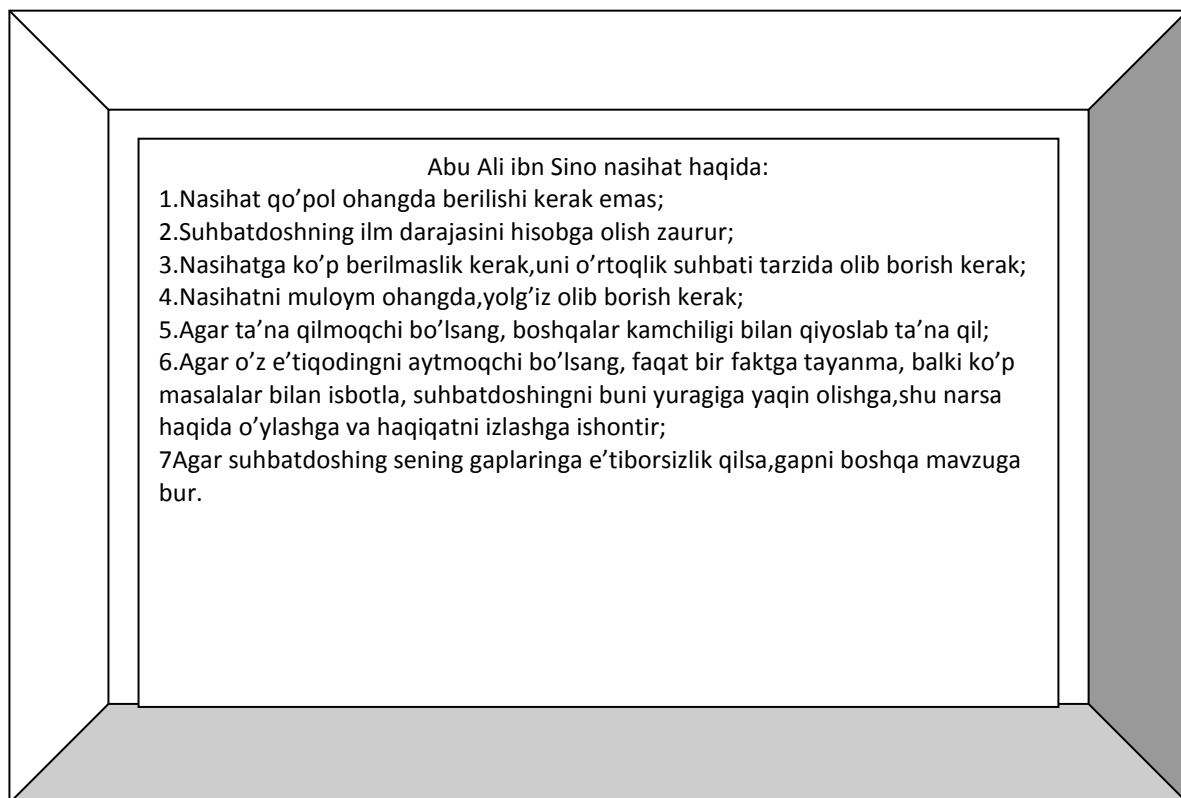 Abu Ali ibn Sino nasihat haqida:
1.Nasihat qo’pol ohangda berilishi kerak emas;
2.Suhbatdoshning ilm darajasini hisobga olish zaurur;
3.Nasihatga ko’p berilmaslik kerak,uni o’rtoqlik suhbati tarzida olib borish kerak;
4.Nasihatni muloym ohangda,yolg’iz olib borish kerak;
5.Agar ta’na qilmoqchi bo’lsang, boshqalar kamchiligi bilan qiyoslab ta’na qil;
6.Agar o’z e’tiqodingni aytmoqchi bo’lsang, faqat bir faktga tayanma, balki ko’p
masalalar bilan isbotla, suhbatdoshingni buni yuragiga yaqin olishga,shu narsa
haqida o’ylashga va haqiqatni izlashga ishontir;
7Agar suhbatdoshing sening gaplaringa e’tiborsizlik qilsa,gapni boshqa mavzuga
bur.